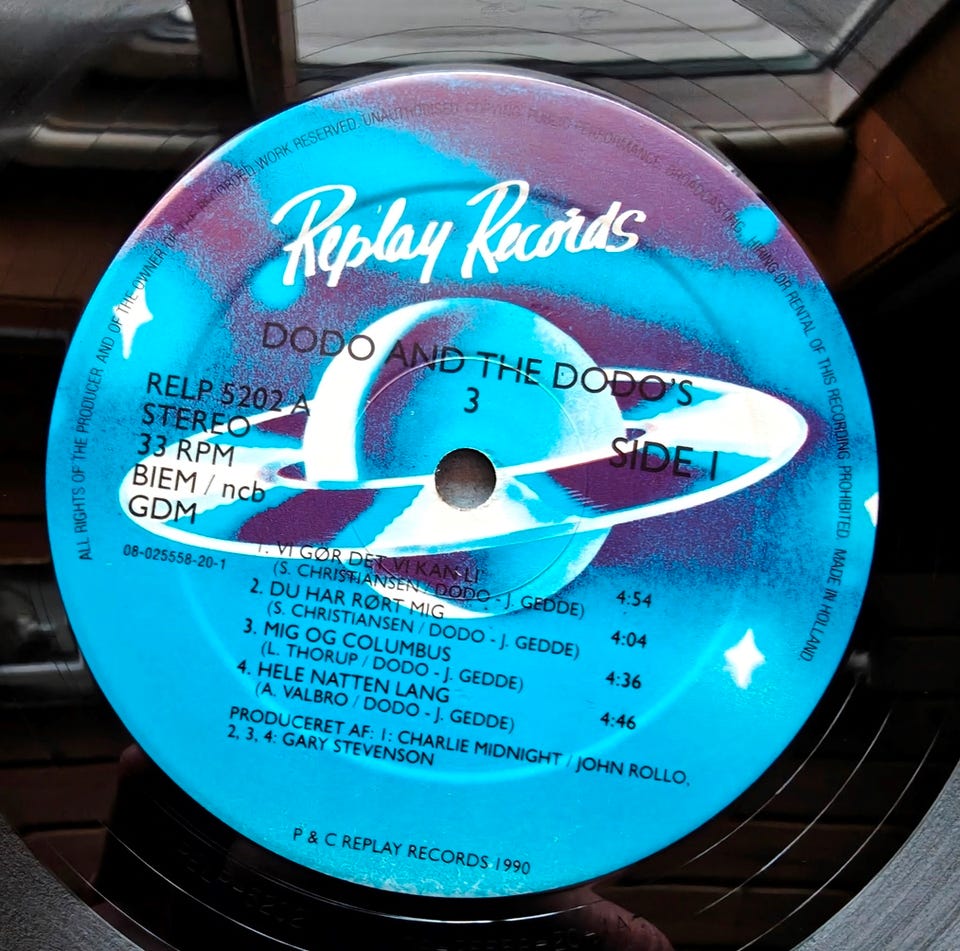 ALL RIGHTS OF THE PRODUCER AND OF THE OWNER OF THE RECORDED WORK RESERVED. UNAUTHORISED COPYING PUBLIC PERFORMANCE BROADCASTING, HIRING OR RENTAL OF THIS RECORDING PROHIBITED. MADE IN HOLLAND.
Replay Records
DODO AND THE DODO'S
3
RELP 5202 A
STEREO
33 RPM
BIEM / ncb
GDM
SIDE 1
08-025558-20-1
1. VI GØR DET VI KAN LI'
(S. CHRISTIANSEN / DODO - J. GEDDE) 4:54
2. DU HAR RØRT MIG
(S. CHRISTIANSEN / DODO - J. GEDDE) 4:04
3. MIG OG COLUMBUS
(L. THORUP / DODO - J. GEDDE) 4:36
4. HELE NATTEN LANG
(A. VALBRO / DODO - J. GEDDE) 4:46
PRODUCERET AF: 1: CHARLIE MIDNIGHT / JOHN ROLLO,
2, 3, 4: GARY STEVENSON
P & C REPLAY RECORDS 1990